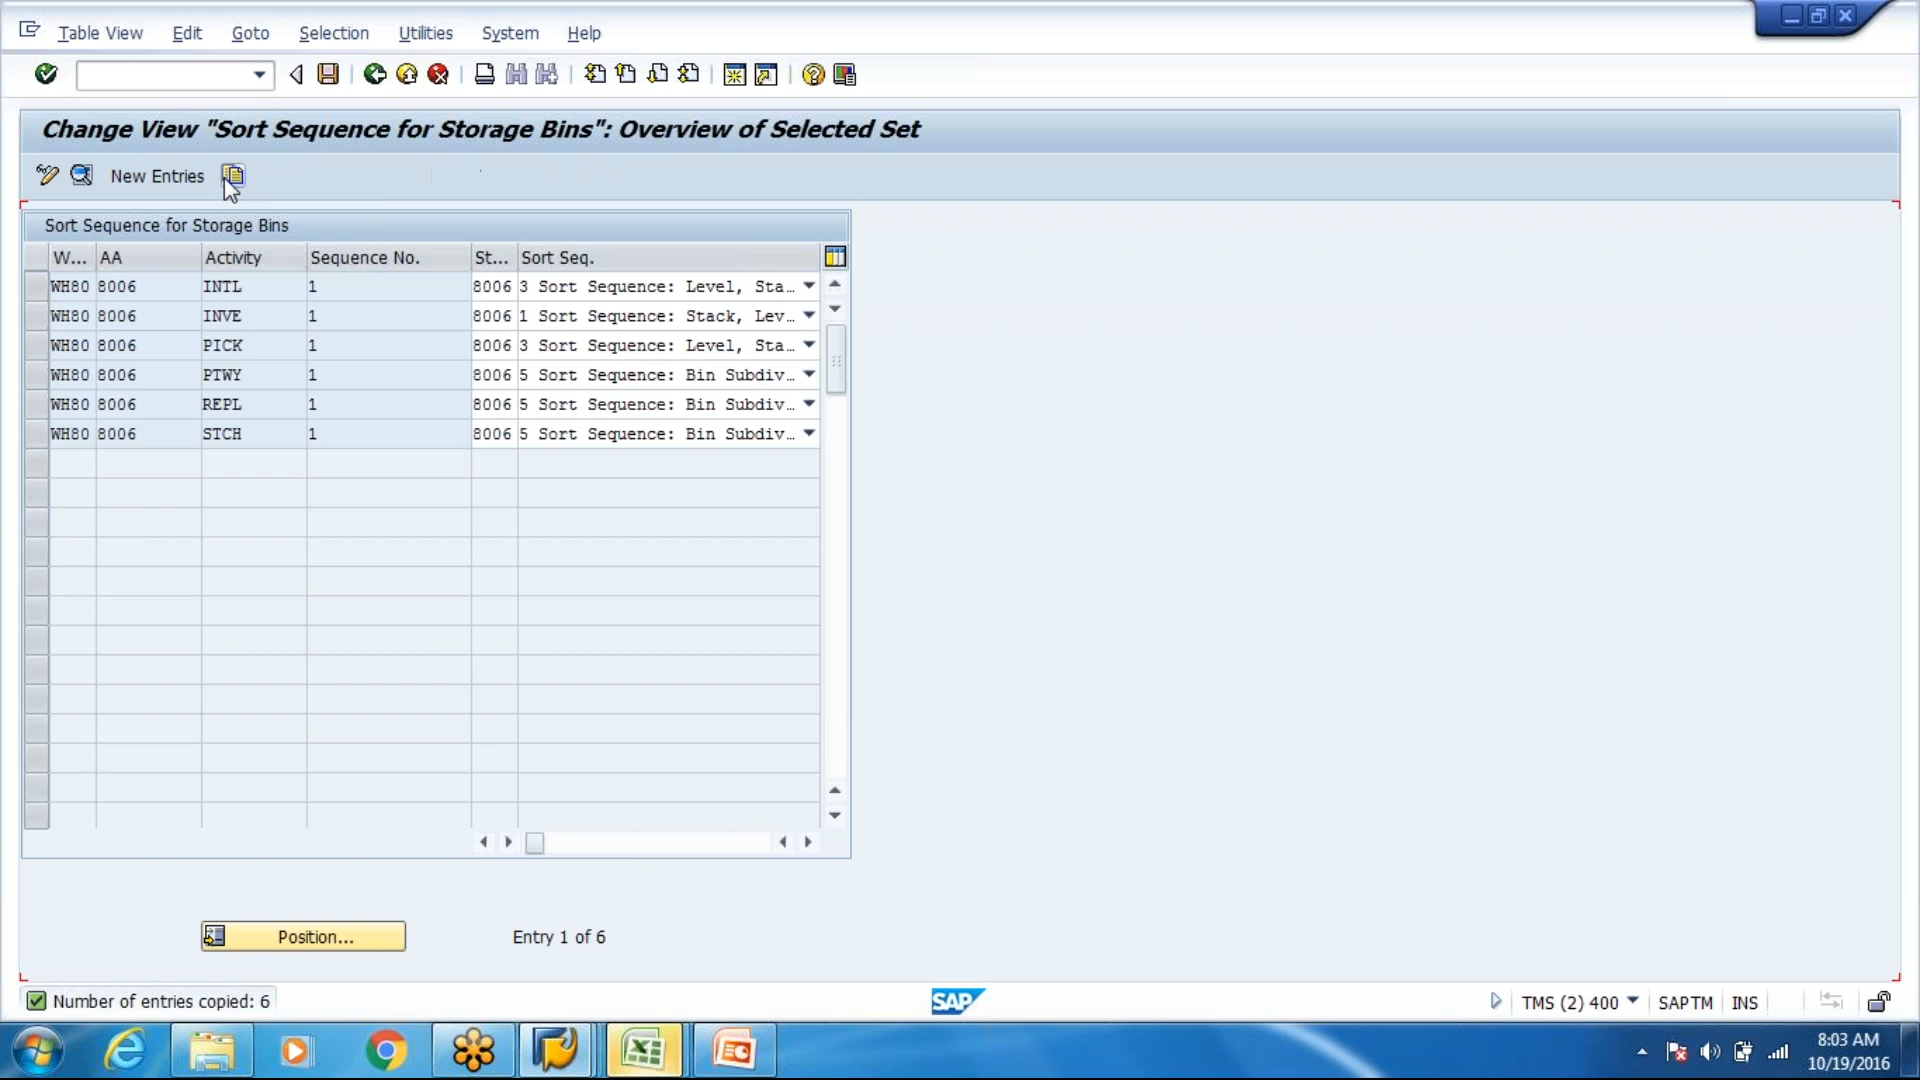 Table View Edit Goto Selection Utilities System Help
Change View "Sort Sequence for Storage Bins": Overview of Selected Set
New Entries
Sort Sequence for Storage Bins
W... AA Activity Sequence No. St... Sort Seq.
WH80 8006 INTL 1 8006 3 Sort Sequence: Level, Sta...
WH80 8006 INVE 1 8006 1 Sort Sequence: Stack, Lev...
WH80 8006 PICK 1 8006 3 Sort Sequence: Level, Sta...
WH80 8006 PTWY 1 8006 5 Sort Sequence: Bin Subdiv...
WH80 8006 REPL 1 8006 5 Sort Sequence: Bin Subdiv...
WH80 8006 STCH 1 8006 5 Sort Sequence: Bin Subdiv...
Position... Entry 1 of 6
Number of entries copied: 6 SAP TMS (2) 400 SAPTM INS
8:03 AM
10/19/2016